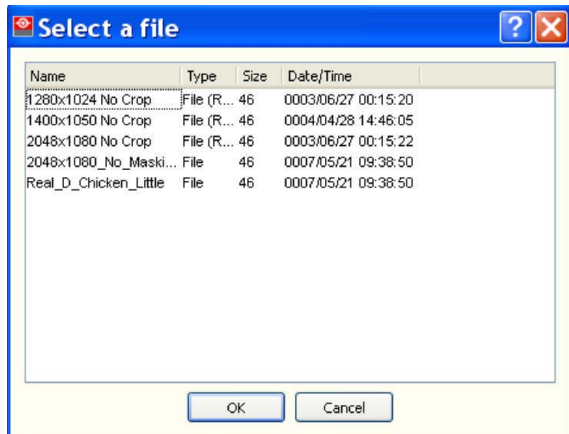 Select a file
Name Type Size Date/Time
1280x1024 No Crop File (R... 46 0003/06/27 00:15:20
1400x1050 No Crop File (R... 46 0004/04/28 14:46:05
2048x1080 No Crop File (R... 46 0003/06/27 00:15:22
2048x1080_No_Maski... File 46 0007/05/21 09:38:50
Real_D_Chicken_Little File 46 0007/05/21 09:38:50
OK Cancel